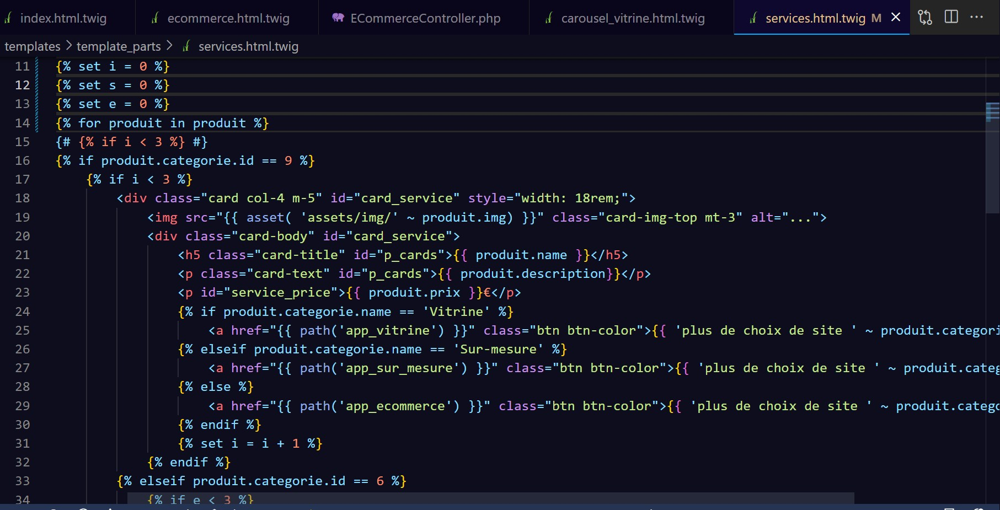 index.html.twig ecommerce.html.twig ECommerceController.php carousel_vitrine.html.twig services.html.twig M
templates > template_parts > services.html.twig
11 {% set i = 0 %}
12 {% set s = 0 %}
13 {% set e = 0 %}
14 {% for produit in produit %}
15 {# {% if i < 3 %} #}
16 {% if produit.categorie.id == 9 %}
17 {% if i < 3 %}
18 <div class="card col-4 m-5" id="card_service" style="width: 18rem;">
19 <img src="{{ asset( 'assets/img/' ~ produit.img) }}" class="card-img-top mt-3" alt="...">
20 <div class="card-body" id="card_service">
21 <h5 class="card-title" id="p_cards">{{ produit.name }}</h5>
22 <p class="card-text" id="p_cards">{{ produit.description}}</p>
23 <p id="service_price">{{ produit.prix }}€</p>
24 {% if produit.categorie.name == 'Vitrine' %}
25 <a href="{{ path('app_vitrine') }}" class="btn btn-color">{{ 'plus de choix de site ' ~ produit.categori
26 {% elseif produit.categorie.name == 'Sur-mesure' %}
27 <a href="{{ path('app_sur_mesure') }}" class="btn btn-color">{{ 'plus de choix de site ' ~ produit.categ
28 {% else %}
29 <a href="{{ path('app_ecommerce') }}" class="btn btn-color">{{ 'plus de choix de site ' ~ produit.catego
30 {% endif %}
31 {% set i = i + 1 %}
32 {% endif %}
33 {% elseif produit.categorie.id == 6 %}
34 {% if e < 3 %}